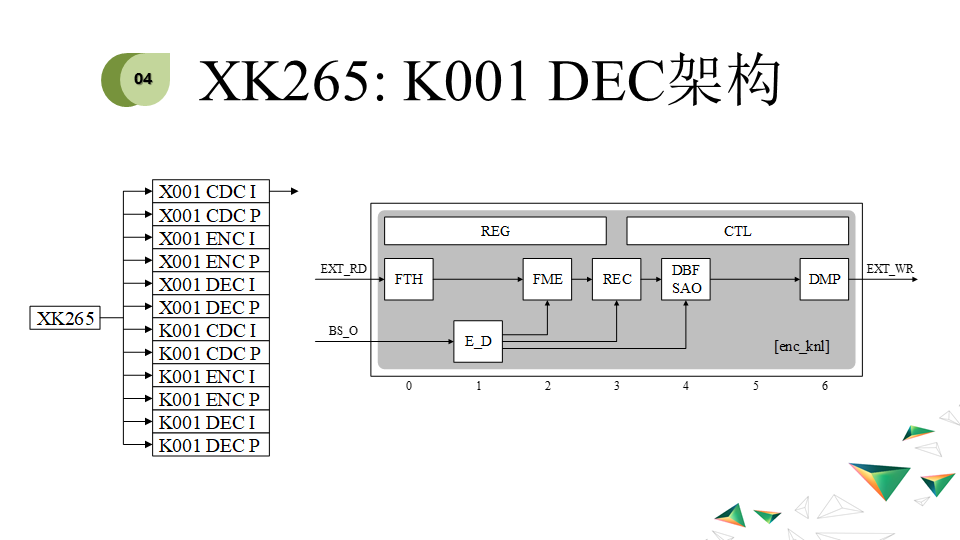 04
XK265: K001 DEC架构
XK265
X001 CDC I
X001 CDC P
X001 ENC I
X001 ENC P
X001 DEC I
X001 DEC P
K001 CDC I
K001 CDC P
K001 ENC I
K001 ENC P
K001 DEC I
K001 DEC P
REG
CTL
EXT_RD
FTH
FME
REC
DBF
SAO
DMP
EXT_WR
BS_O
E_D
[enc_knl]
0 1 2 3 4 5 6